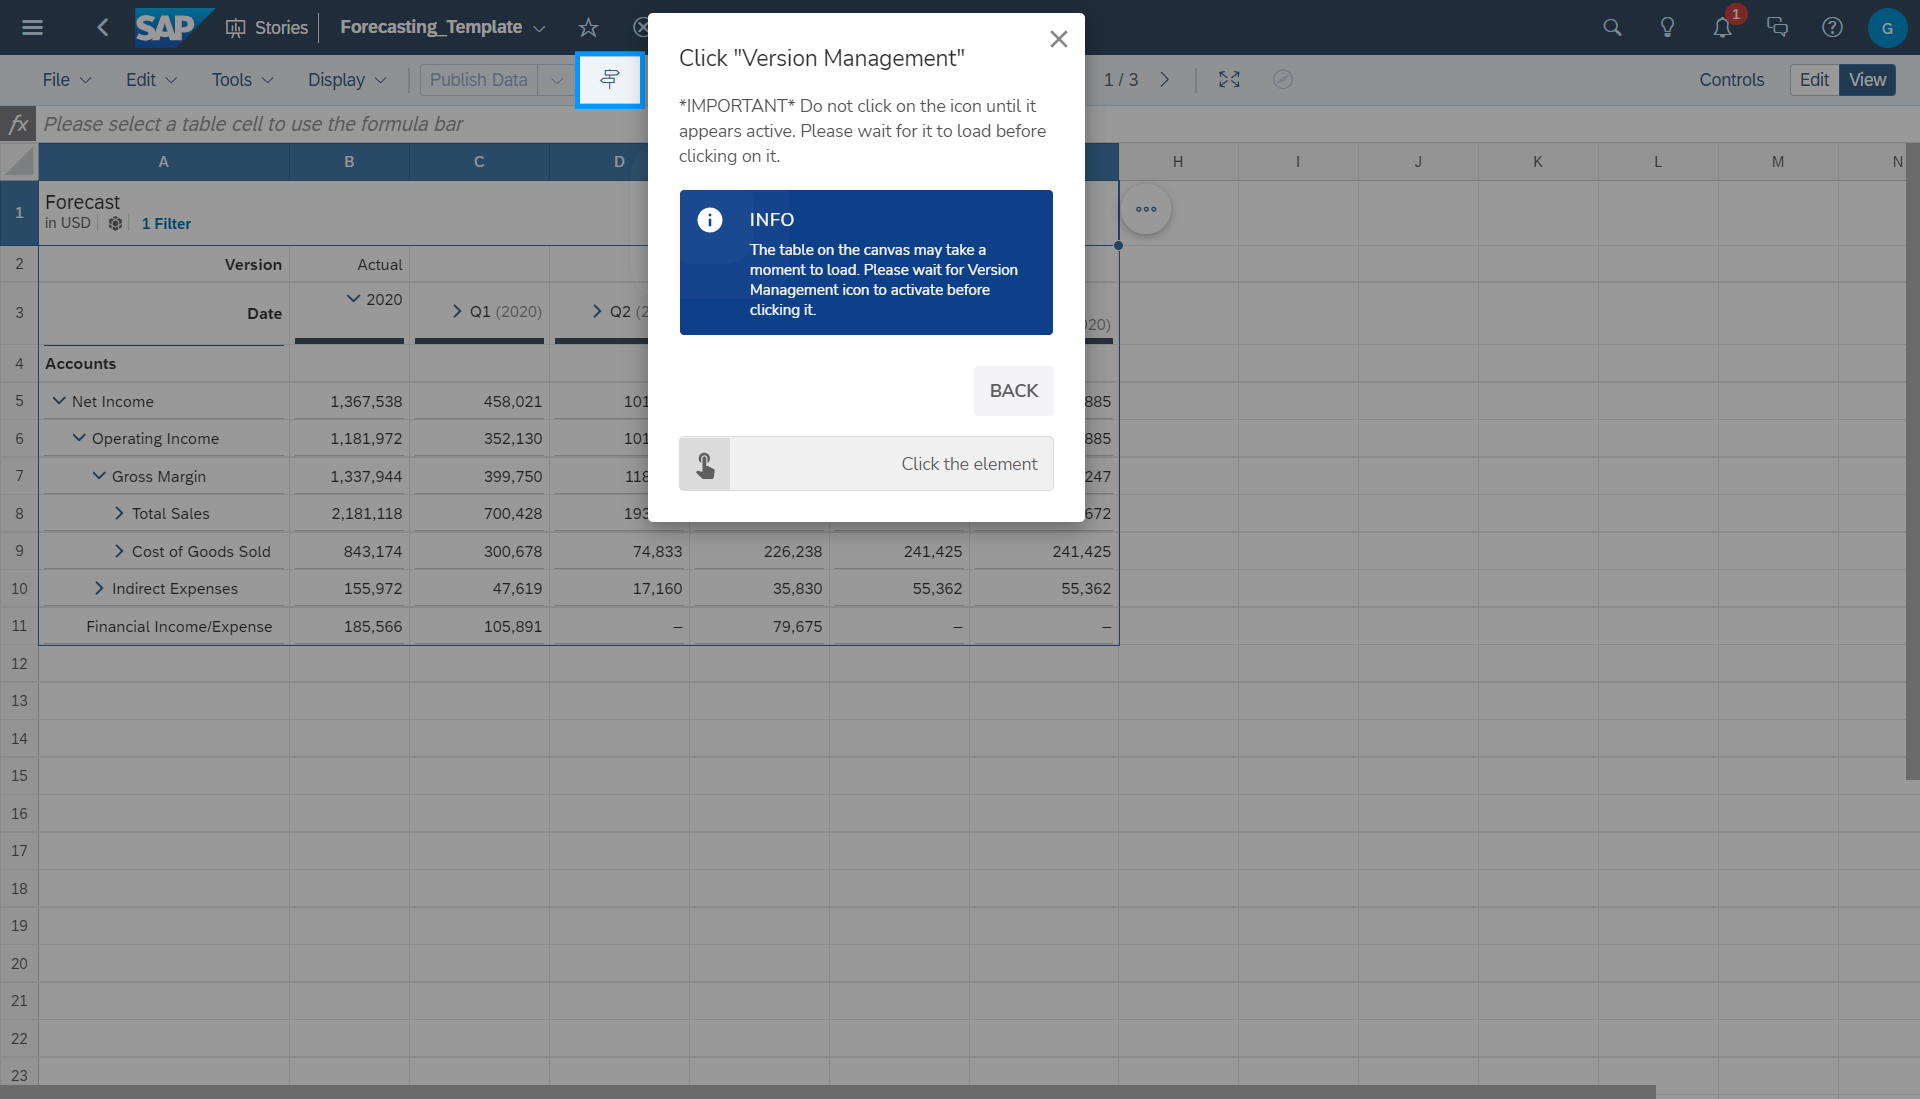 SAP Stories Forecasting_Template 1 G
File Edit Tools Display Publish Data 1 / 3 Controls Edit View
fx Please select a table cell to use the formula bar
Click "Version Management"
*IMPORTANT* Do not click on the icon until it
appears active. Please wait for it to load before
clicking on it.
INFO
The table on the canvas may take a
moment to load. Please wait for Version
Management icon to activate before
clicking it.
BACK
Click the element
A B C D H I J K L M N
1 Forecast
in USD 1 Filter
2 Version Actual
3 Date 2020 Q1 (2020) Q2 (2 020)
4 Accounts
5 Net Income 1,367,538 458,021 101 885
6 Operating Income 1,181,972 352,130 101 885
7 Gross Margin 1,337,944 399,750 118 247
8 Total Sales 2,181,118 700,428 193 672
9 Cost of Goods Sold 843,174 300,678 74,833 226,238 241,425 241,425
10 Indirect Expenses 155,972 47,619 17,160 35,830 55,362 55,362
11 Financial Income/Expense 185,566 105,891 – 79,675 – –
12
13
14
15
16
17
18
19
20
21
22
23